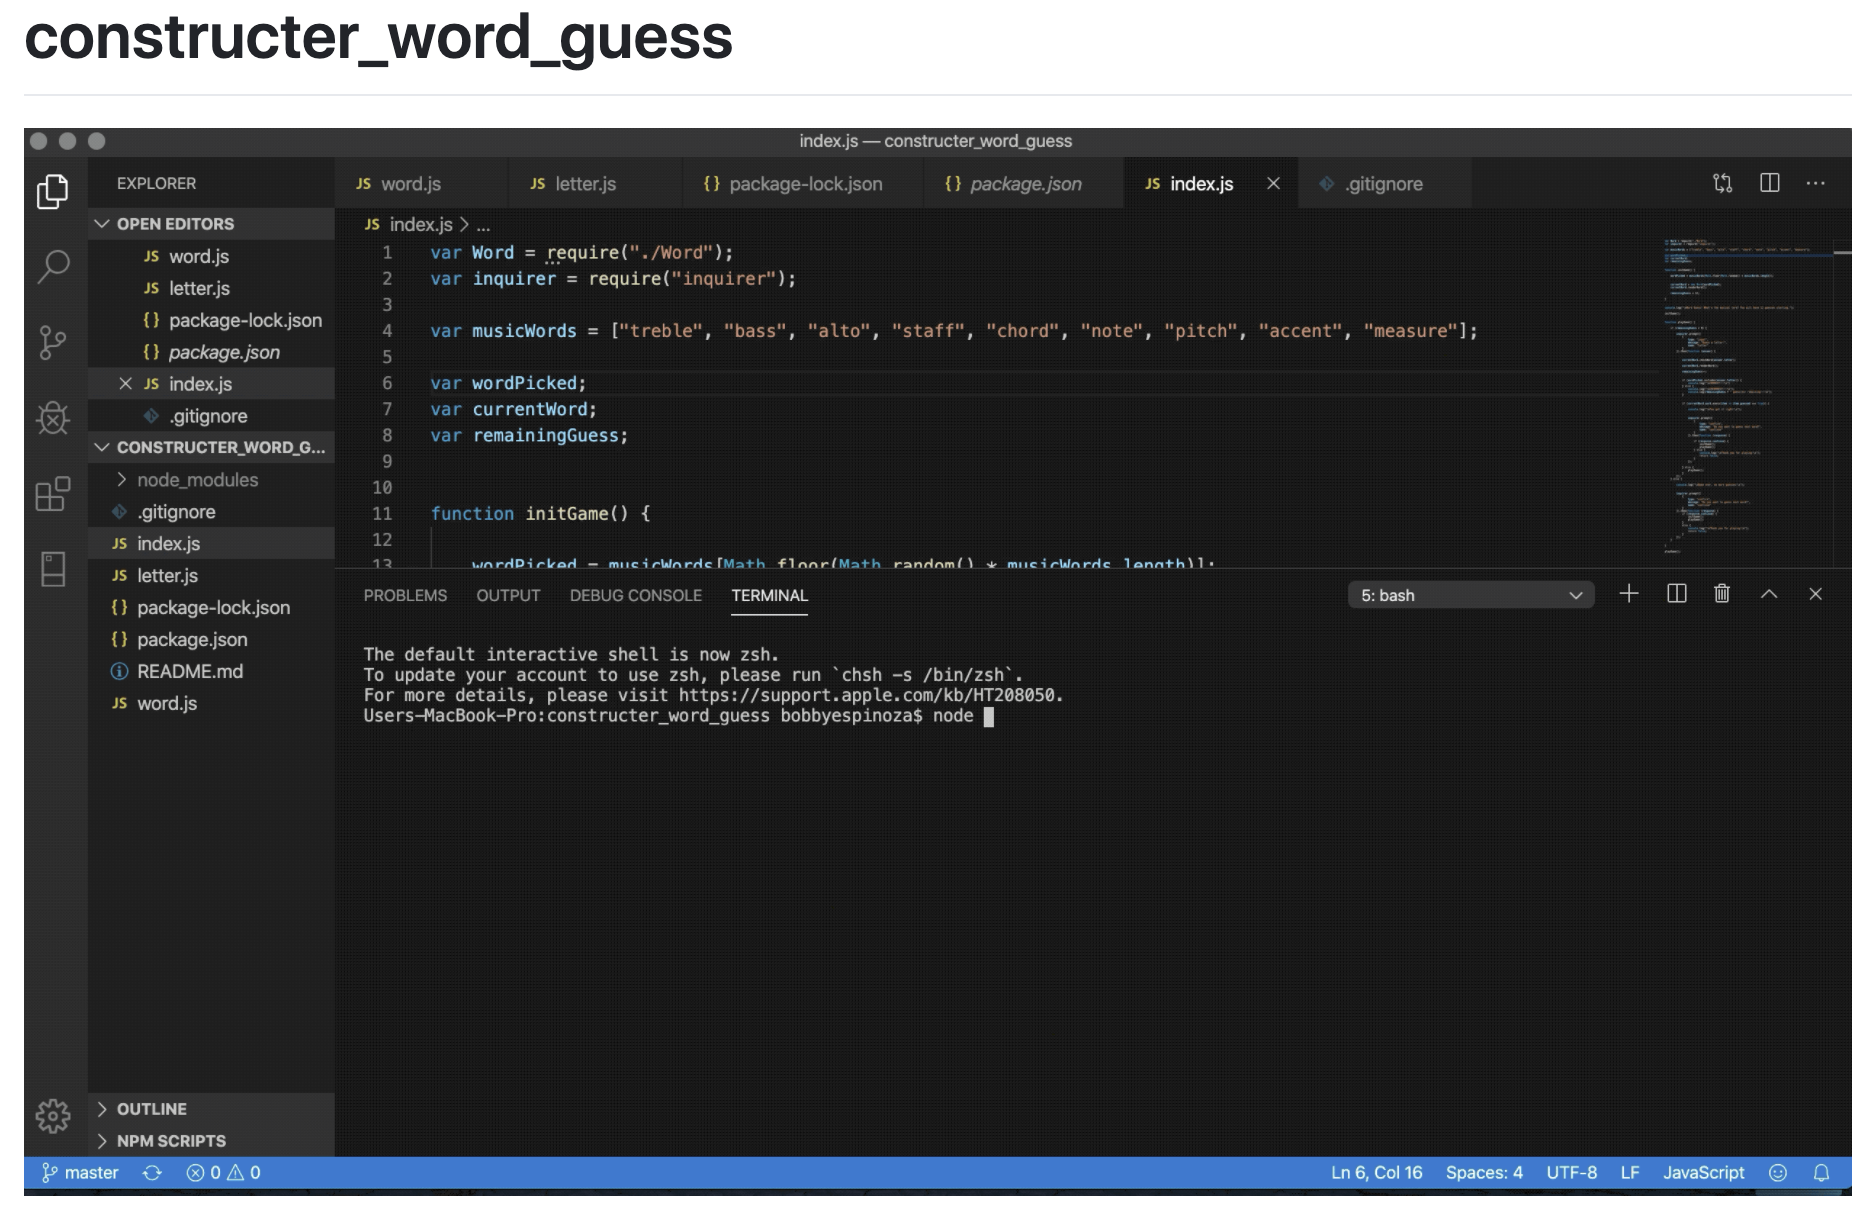 constructer_word_guess
index.js — constructer_word_guess
EXPLORER
JS word.js
JS letter.js
{} package-lock.json
{} package.json
JS index.js
.gitignore
OPEN EDITORS
JS word.js
JS letter.js
{} package-lock.json
{} package.json
JS index.js
.gitignore
CONSTRUCTER_WORD_G...
node_modules
.gitignore
JS index.js
JS letter.js
{} package-lock.json
{} package.json
README.md
JS word.js
OUTLINE
NPM SCRIPTS
JS index.js > ...
1 var Word = require("./Word");
2 var inquirer = require("inquirer");
3
4 var musicWords = ["treble", "bass", "alto", "staff", "chord", "note", "pitch", "accent", "measure"];
5
6 var wordPicked;
7 var currentWord;
8 var remainingGuess;
9
10
11 function initGame() {
12
13 wordPicked = musicWords[Math.floor(Math.random() * musicWords.length)];
PROBLEMS
OUTPUT
DEBUG CONSOLE
TERMINAL
5: bash
The default interactive shell is now zsh.
To update your account to use zsh, please run `chsh -s /bin/zsh`.
For more details, please visit https://support.apple.com/kb/HT208050.
Users-MacBook-Pro:constructer_word_guess bobbyespinoza$ node
master
0
0
Ln 6, Col 16
Spaces: 4
UTF-8
LF
JavaScript